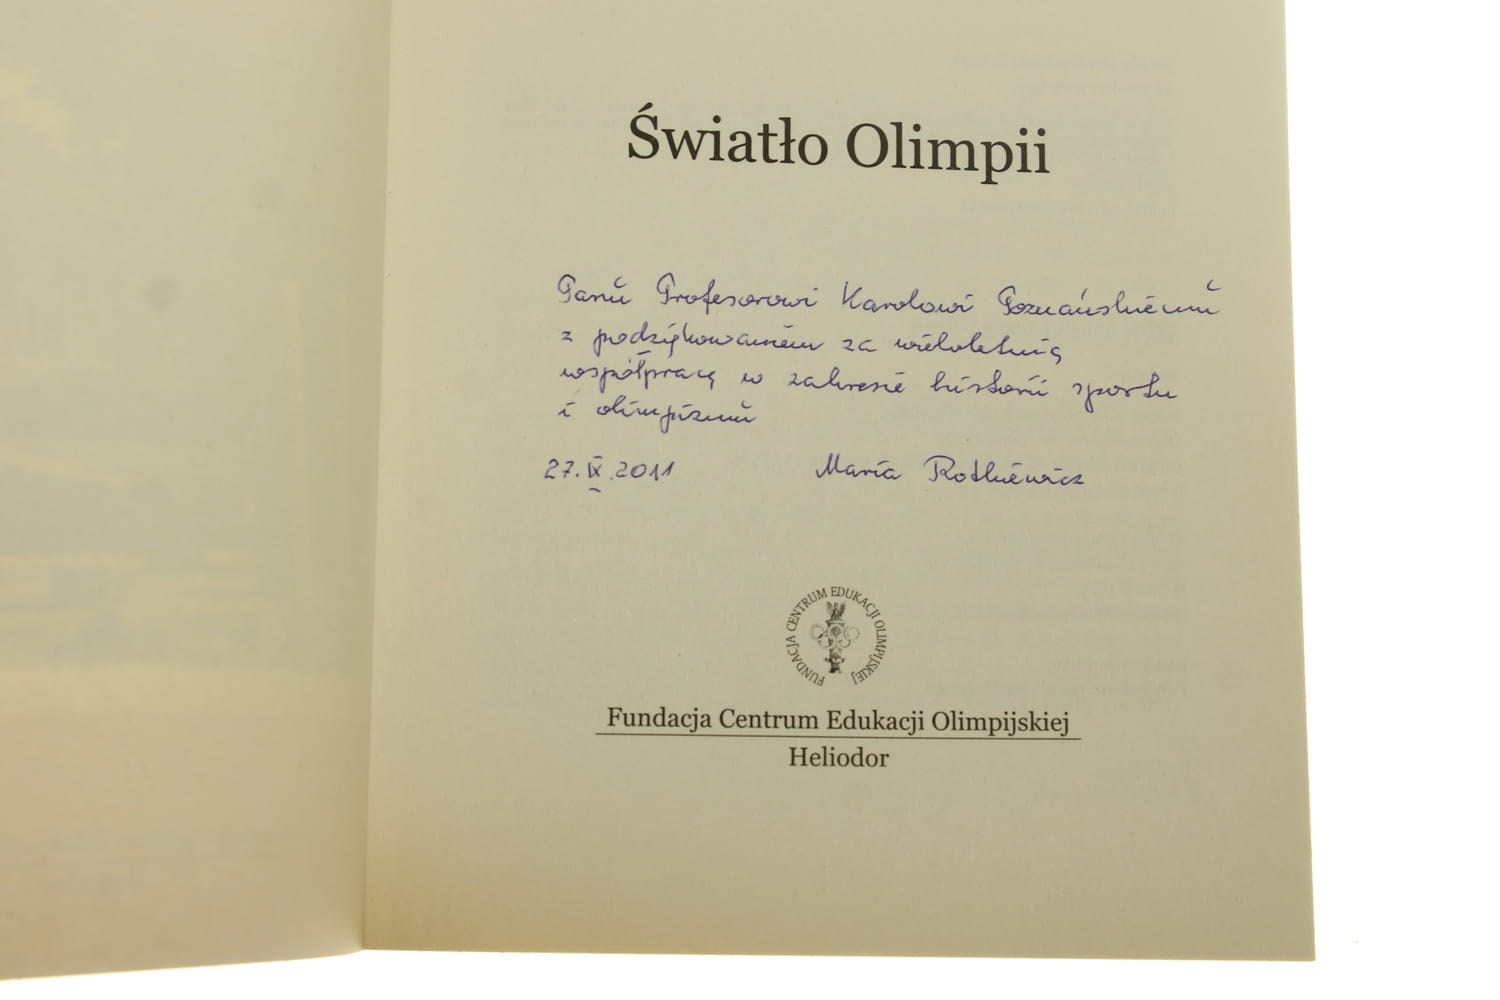 Światło Olimpii
Panu Profesorowi Karolowi Poznańskiemu
z podziękowaniem za wieloletnią
współpracę w zakresie historii sportu
i olimpizmu
27.IX.2011 Maria Rotkiewicz
FUNDACJA CENTRUM EDUKACJI OLIMPIJSKIEJ
Fundacja Centrum Edukacji Olimpijskiej
Heliodor